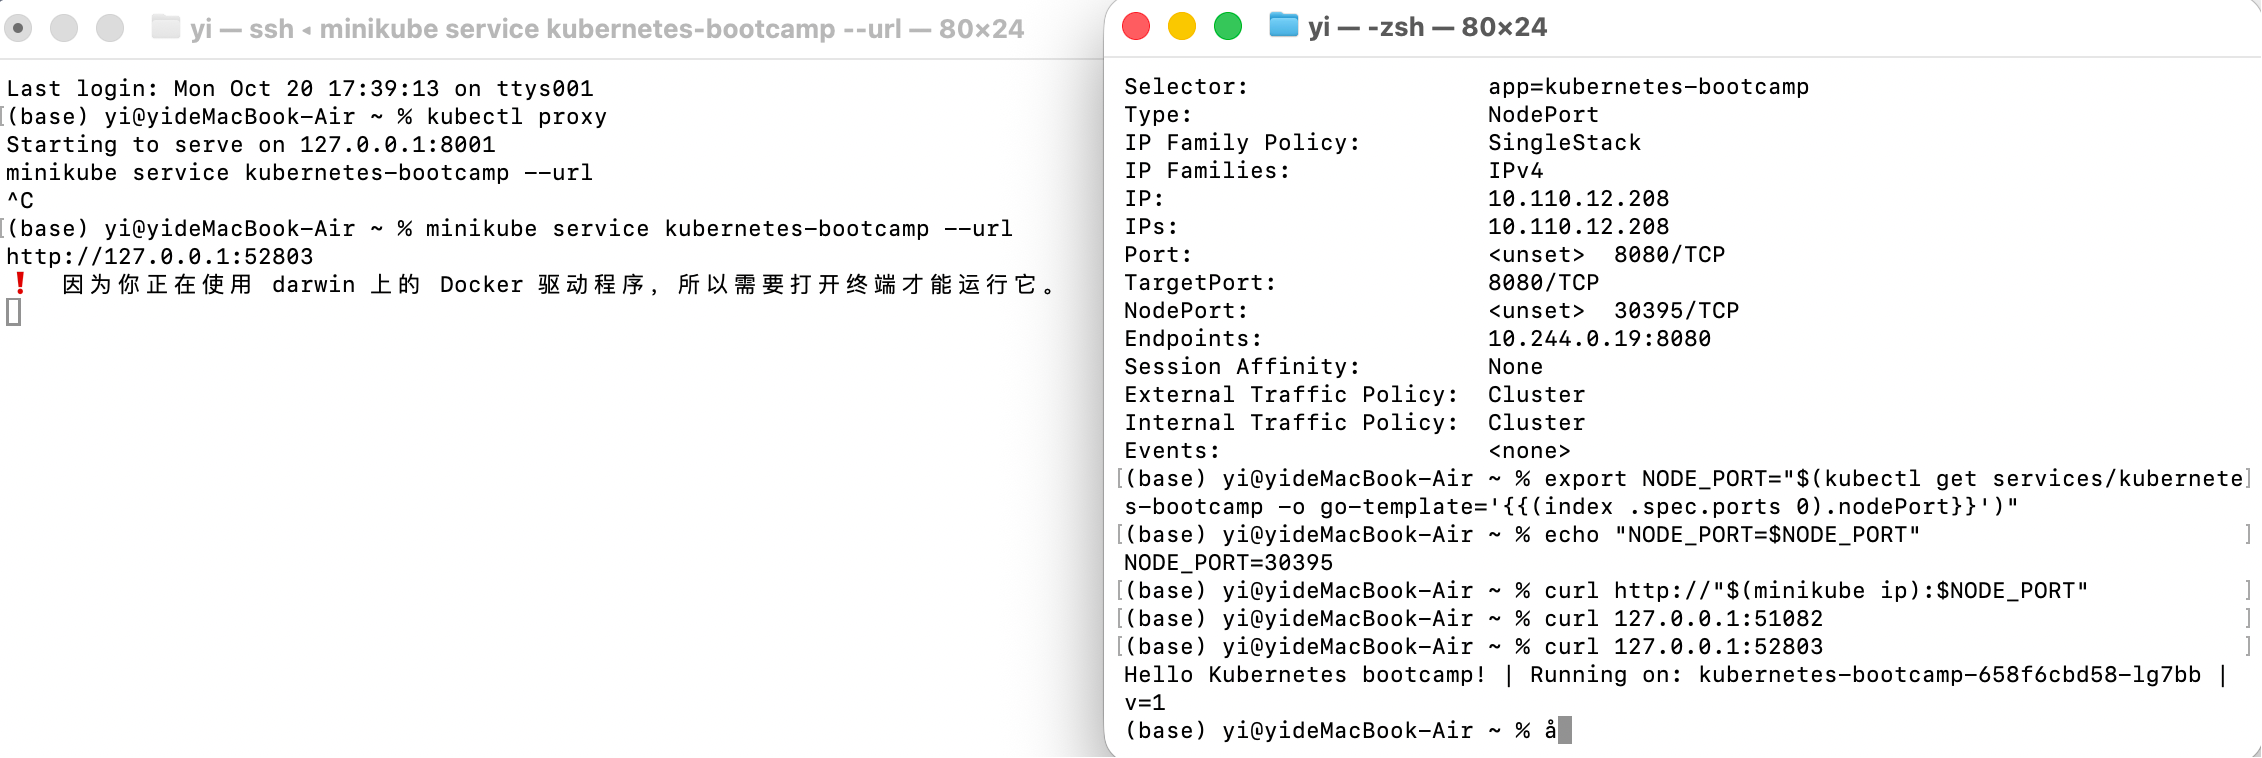 yi — ssh ◂ minikube service kubernetes-bootcamp --url — 80×24
Last login: Mon Oct 20 17:39:13 on ttys001
(base) yi@yideMacBook-Air ~ % kubectl proxy
Starting to serve on 127.0.0.1:8001
minikube service kubernetes-bootcamp --url
^C
(base) yi@yideMacBook-Air ~ % minikube service kubernetes-bootcamp --url
http://127.0.0.1:52803
❗ 因为你正在使用 darwin 上的 Docker 驱动程序，所以需要打开终端才能运行它。
yi — -zsh — 80×24
Selector: app=kubernetes-bootcamp
Type: NodePort
IP Family Policy: SingleStack
IP Families: IPv4
IP: 10.110.12.208
IPs: 10.110.12.208
Port: <unset> 8080/TCP
TargetPort: 8080/TCP
NodePort: <unset> 30395/TCP
Endpoints: 10.244.0.19:8080
Session Affinity: None
External Traffic Policy: Cluster
Internal Traffic Policy: Cluster
Events: <none>
(base) yi@yideMacBook-Air ~ % export NODE_PORT="$(kubectl get services/kubernete
s-bootcamp -o go-template='{{(index .spec.ports 0).nodePort}}')"
(base) yi@yideMacBook-Air ~ % echo "NODE_PORT=$NODE_PORT"
NODE_PORT=30395
(base) yi@yideMacBook-Air ~ % curl http://"$(minikube ip):$NODE_PORT"
(base) yi@yideMacBook-Air ~ % curl 127.0.0.1:51082
(base) yi@yideMacBook-Air ~ % curl 127.0.0.1:52803
Hello Kubernetes bootcamp! | Running on: kubernetes-bootcamp-658f6cbd58-lg7bb |
v=1
(base) yi@yideMacBook-Air ~ % å